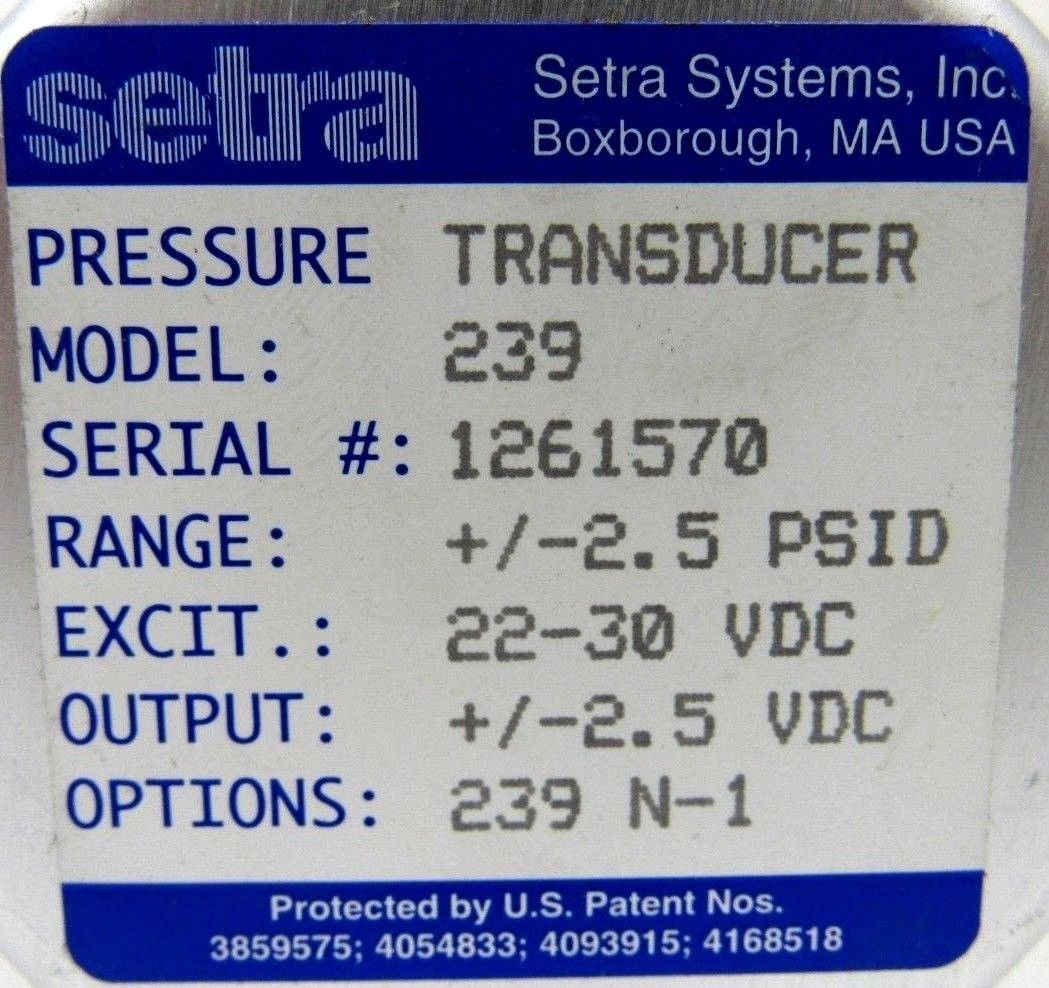 setra
Setra Systems, Inc.
Boxborough, MA USA
PRESSURE TRANSDUCER
MODEL: 239
SERIAL #: 1261570
RANGE: +/-2.5 PSID
EXCIT.: 22-30 VDC
OUTPUT: +/-2.5 VDC
OPTIONS: 239 N-1
Protected by U.S. Patent Nos.
3859575; 4054833; 4093915; 4168518